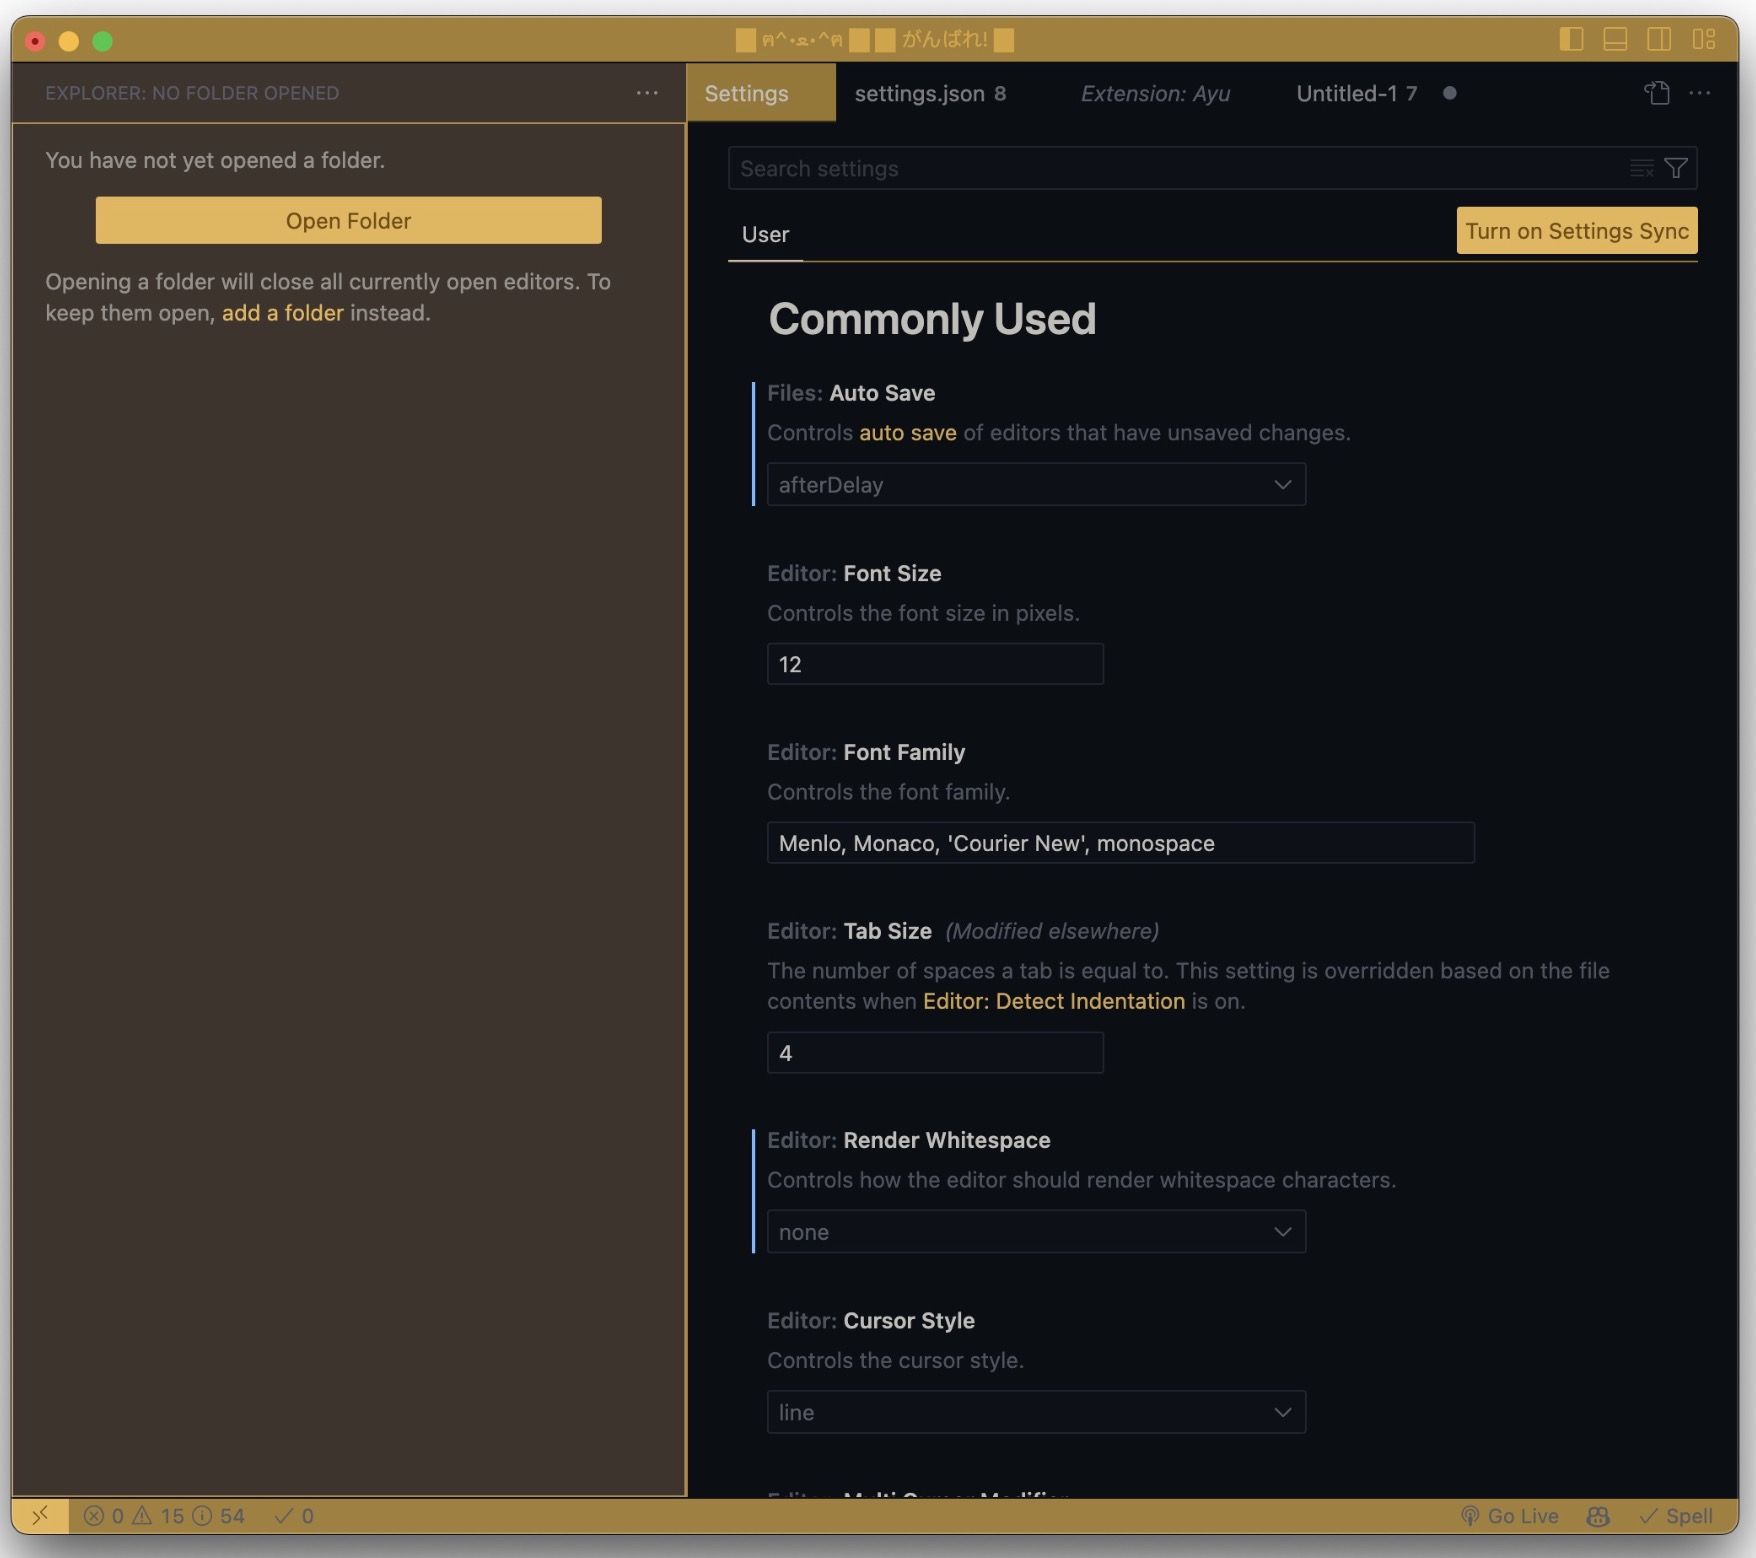 ฅ^•ﻌ•^ฅ がんばれ!
EXPLORER: NO FOLDER OPENED
Settings
settings.json 8
Extension: Ayu
Untitled-1 7
You have not yet opened a folder.
Open Folder
Opening a folder will close all currently open editors. To
keep them open, add a folder instead.
Search settings
User
Turn on Settings Sync
Commonly Used
Files: Auto Save
Controls auto save of editors that have unsaved changes.
afterDelay
Editor: Font Size
Controls the font size in pixels.
12
Editor: Font Family
Controls the font family.
Menlo, Monaco, 'Courier New', monospace
Editor: Tab Size (Modified elsewhere)
The number of spaces a tab is equal to. This setting is overridden based on the file
contents when Editor: Detect Indentation is on.
4
Editor: Render Whitespace
Controls how the editor should render whitespace characters.
none
Editor: Cursor Style
Controls the cursor style.
line
Editor: Multi Cursor Modifier
0 15 54 0
Go Live
Spell